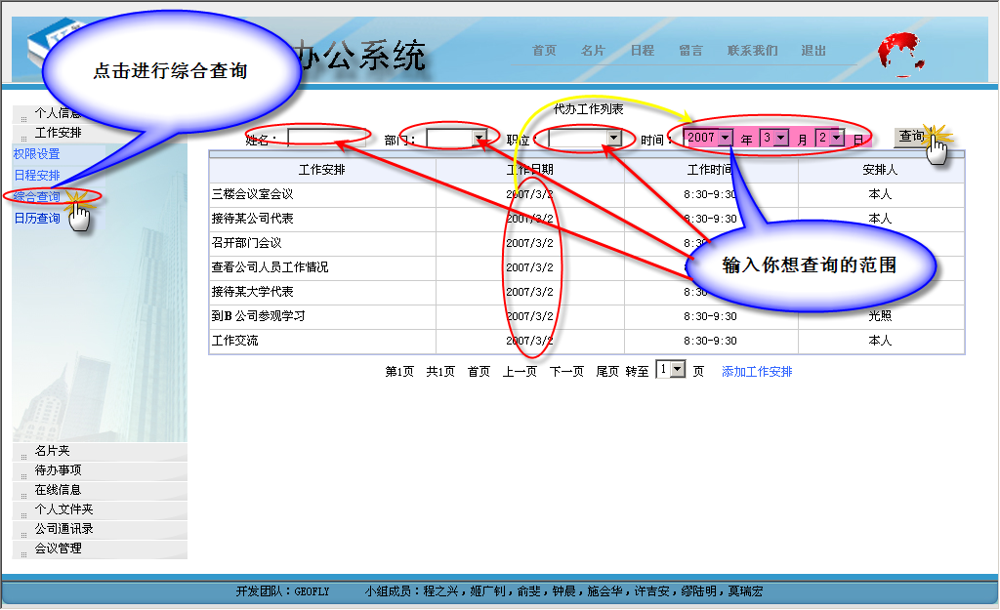 办公系统
首页 名片 日程 留言 联系我们 退出
点击进行综合查询
个人信息
工作安排
权限设置
日程安排
综合查询
日历查询
代办工作列表
姓名: 部门: 职位: 时间: 2007 年 3 月 2 日 查询
工作安排 工作日期 工作时间 安排人
三楼会议室会议 2007/3/2 8:30-9:30 本人
接待某公司代表 2007/3/2 8:30-9:30 本人
召开部门会议 2007/3/2 8:30
查看公司人员工作情况 2007/3/2
接待某大学代表 2007/3/2 8:30
到B公司参观学习 2007/3/2 8:30-9:30 光照
工作交流 2007/3/2 8:30-9:30 本人
输入你想查询的范围
第1页 共1页 首页 上一页 下一页 尾页 转至 1 页 添加工作安排
名片夹
待办事项
在线信息
个人文件夹
公司通讯录
会议管理
开发团队:GEOFLY 小组成员:程之兴,姬广钊,俞斐,钟晨,施会华,许吉安,缪陆明,莫瑞宏